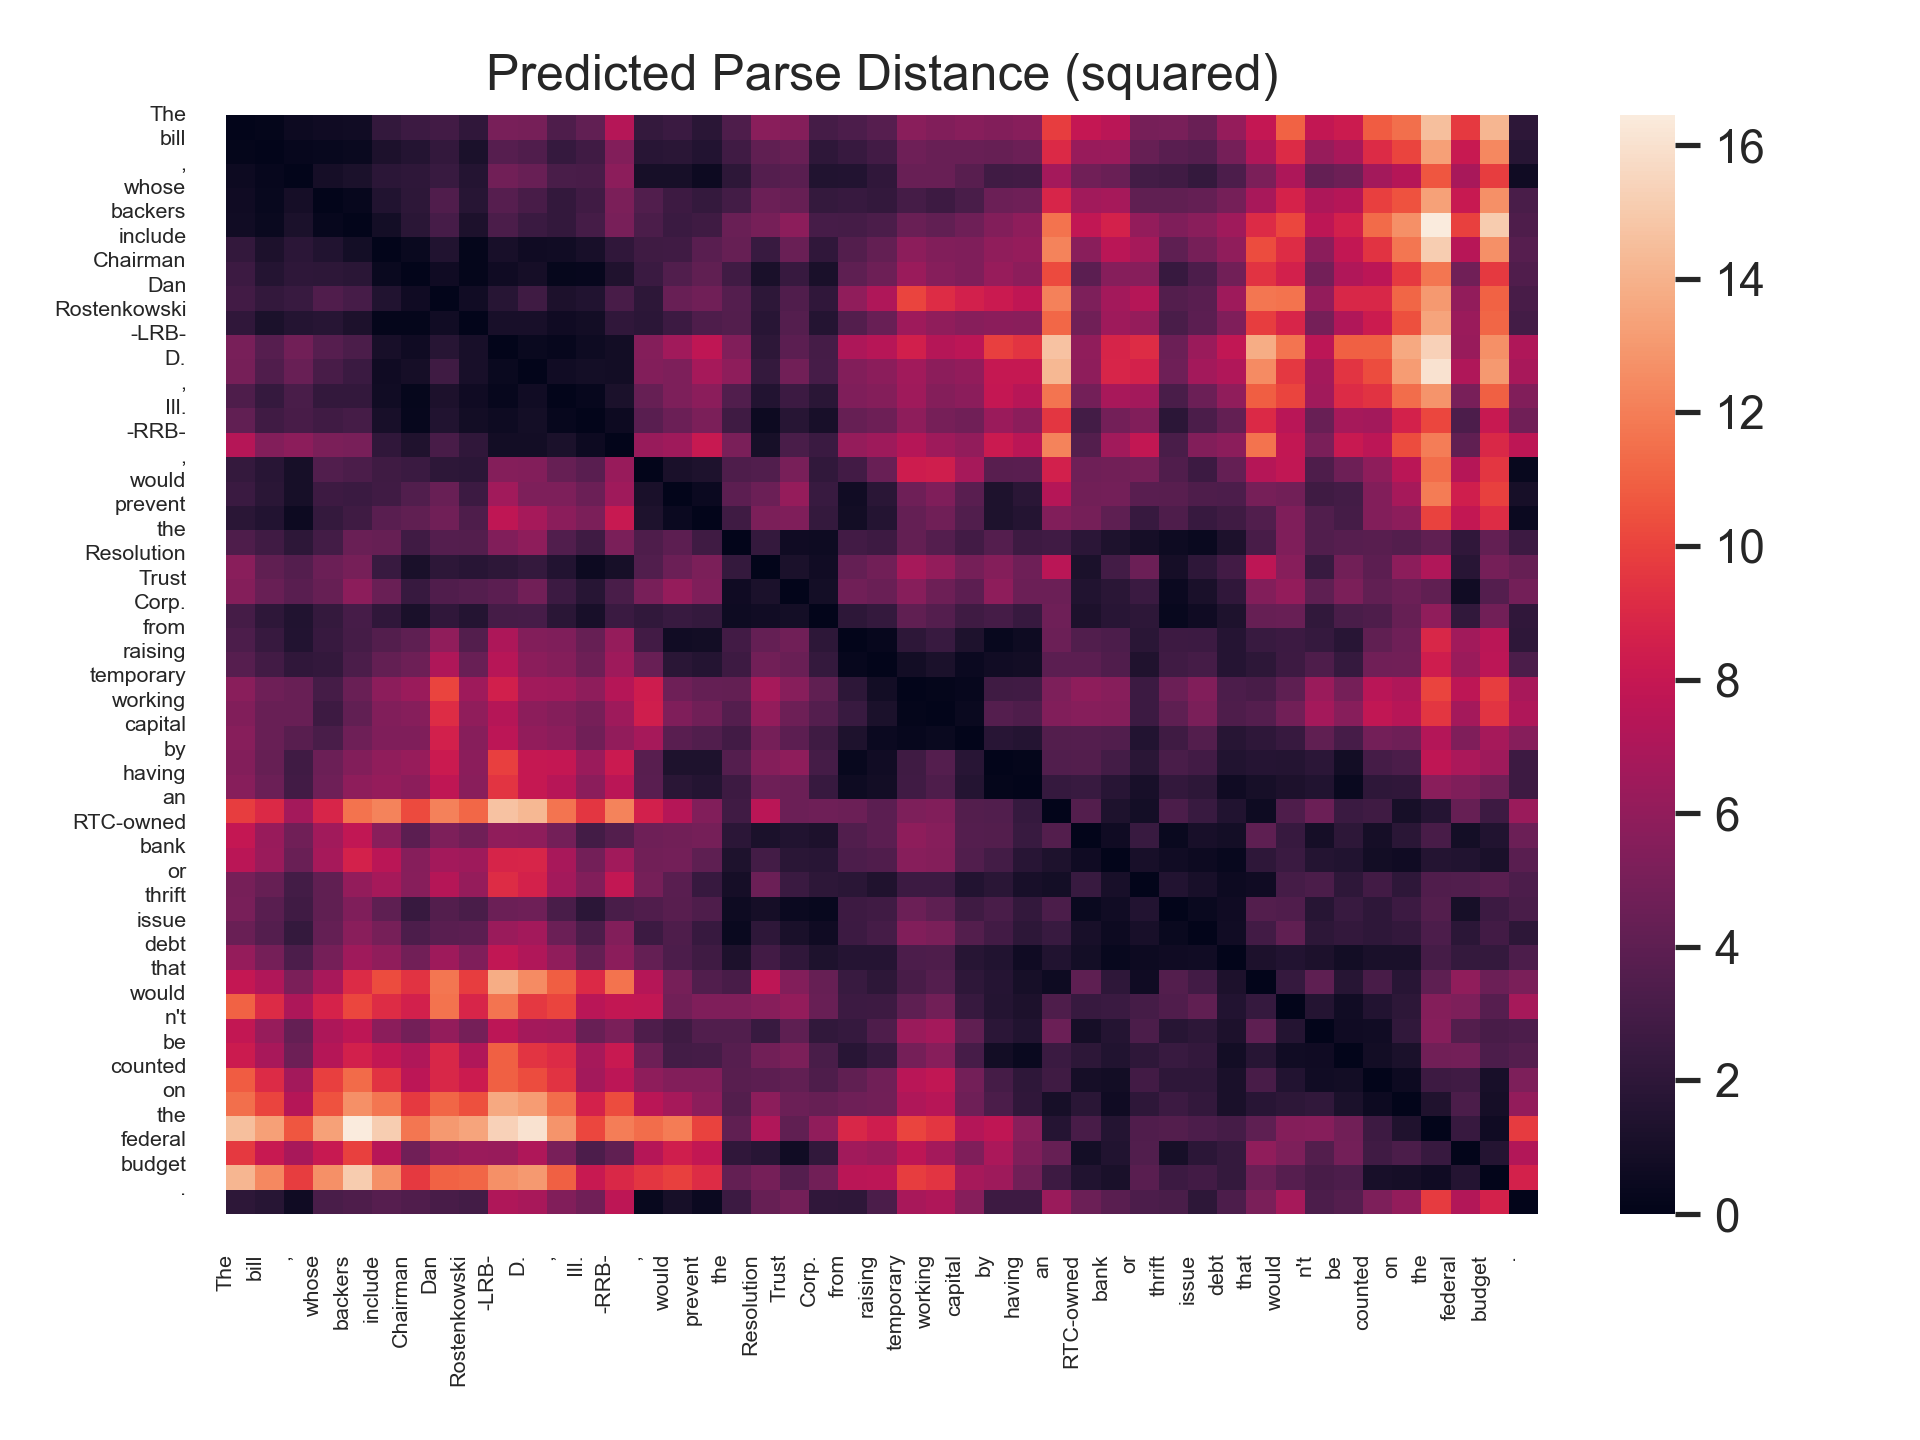 Predicted Parse Distance (squared)
The
bill
,
whose
backers
include
Chairman
Dan
Rostenkowski
-LRB-
D.
,
Ill.
-RRB-
,
would
prevent
the
Resolution
Trust
Corp.
from
raising
temporary
working
capital
by
having
an
RTC-owned
bank
or
thrift
issue
debt
that
would
n't
be
counted
on
the
federal
budget
.
16
14
12
10
8
6
4
2
0
The
bill
,
whose
backers
include
Chairman
Dan
Rostenkowski
-LRB-
D.
,
Ill.
-RRB-
,
would
prevent
the
Resolution
Trust
Corp.
from
raising
temporary
working
capital
by
having
an
RTC-owned
bank
or
thrift
issue
debt
that
would
n't
be
counted
on
the
federal
budget
.